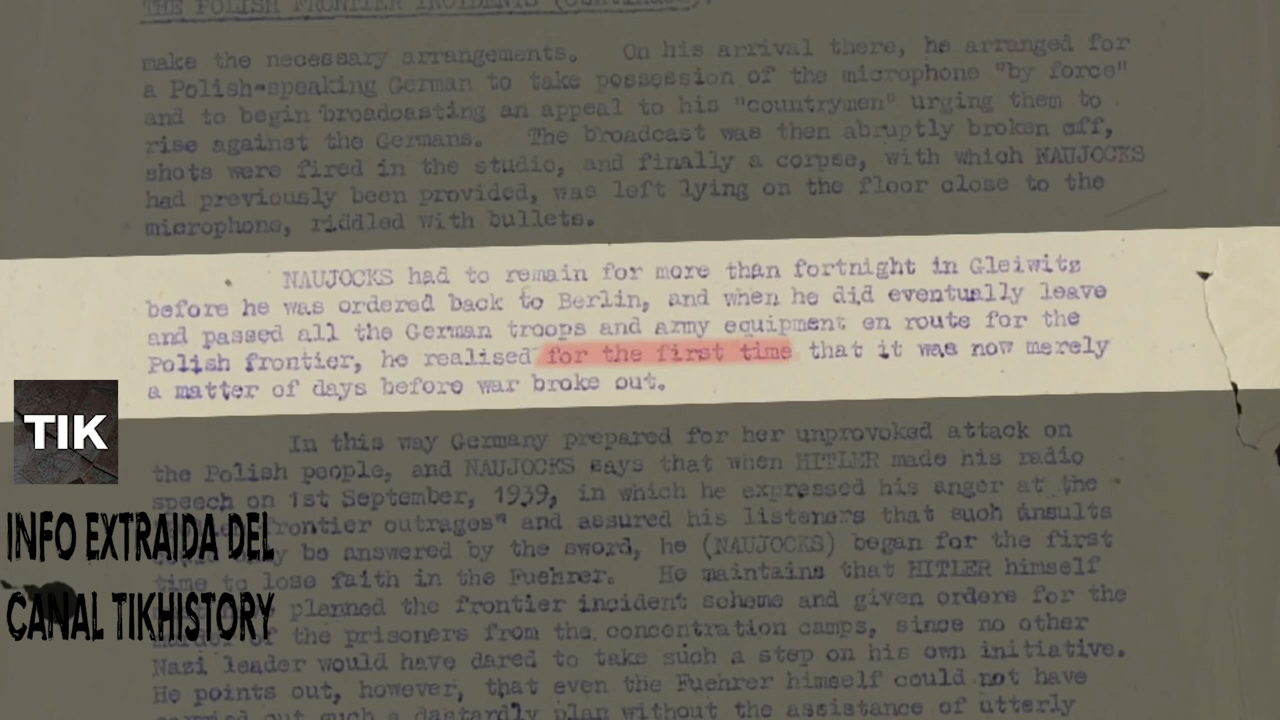 THE POLISH FRONTIER INCIDENTS (Continued).
make the necessary arrangements. On his arrival there, he arranged for
a Polish-speaking German to take possession of the microphone "by force"
and to begin broadcasting an appeal to his "countrymen" urging them to
rise against the Germans. The broadcast was then abruptly broken off,
shots were fired in the studio, and finally a corpse, with which NAUJOCKS
had previously been provided, was left lying on the floor close to the
microphone, riddled with bullets.
NAUJOCKS had to remain for more than fortnight in Gleiwitz
before he was ordered back to Berlin, and when he did eventually leave
and passed all the German troops and army equipment en route for the
Polish frontier, he realised for the first time that it was now merely
a matter of days before war broke out.
In this way Germany prepared for her unprovoked attack on
the Polish people, and NAUJOCKS says that when HITLER made his radio
speech on 1st September, 1939, in which he expressed his anger at the
frontier outrages" and assured his listeners that such insults
be answered by the sword, he (NAUJOCKS) began for the first
time to lose faith in the Fuehrer. He maintains that HITLER himself
planned the frontier incident scheme and given orders for the
murder of the prisoners from the concentration camps, since no other
Nazi leader would have dared to take such a step on his own initiative.
He points out, however, that even the Fuehrer himself could not have
carried out such a dastardly plan without the assistance of utterly
TIK
INFO EXTRAIDA DEL
CANAL TIKHISTORY